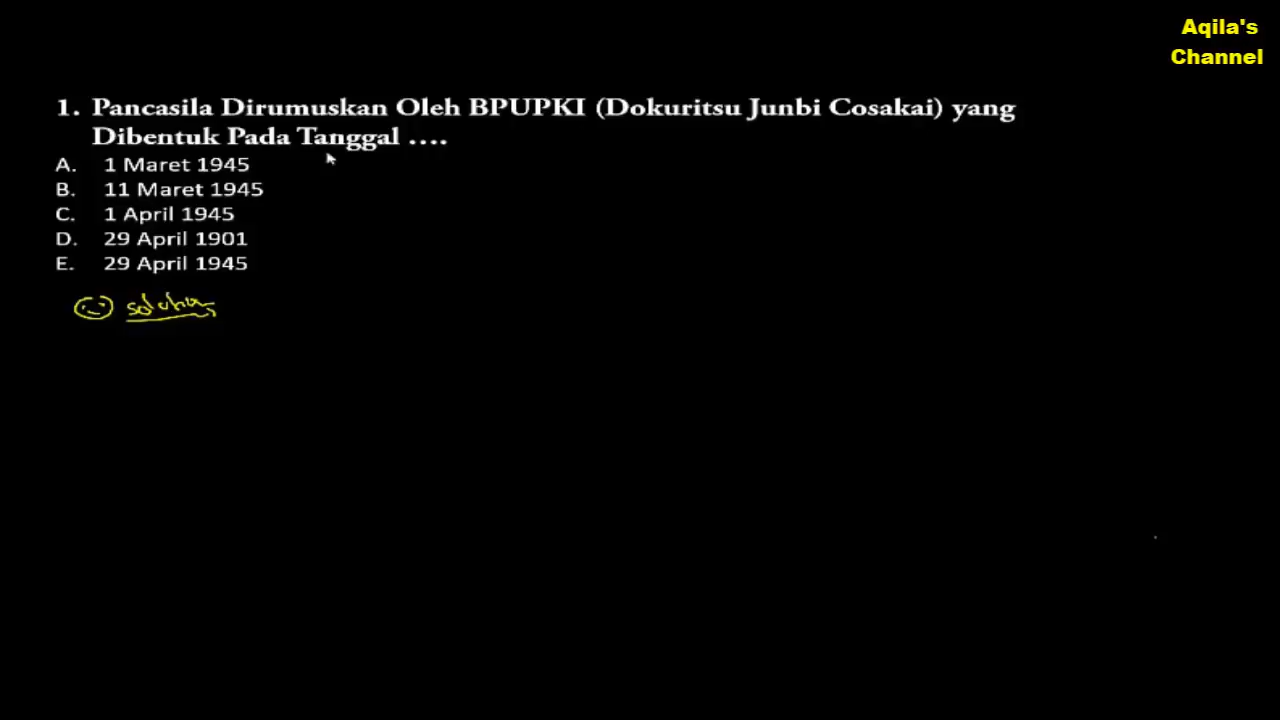 Aqila's
Channel
1. Pancasila Dirumuskan Oleh BPUPKI (Dokuritsu Junbi Cosakai) yang
Dibentuk Pada Tanggal ....
A. 1 Maret 1945
B. 11 Maret 1945
C. 1 April 1945
D. 29 April 1901
E. 29 April 1945